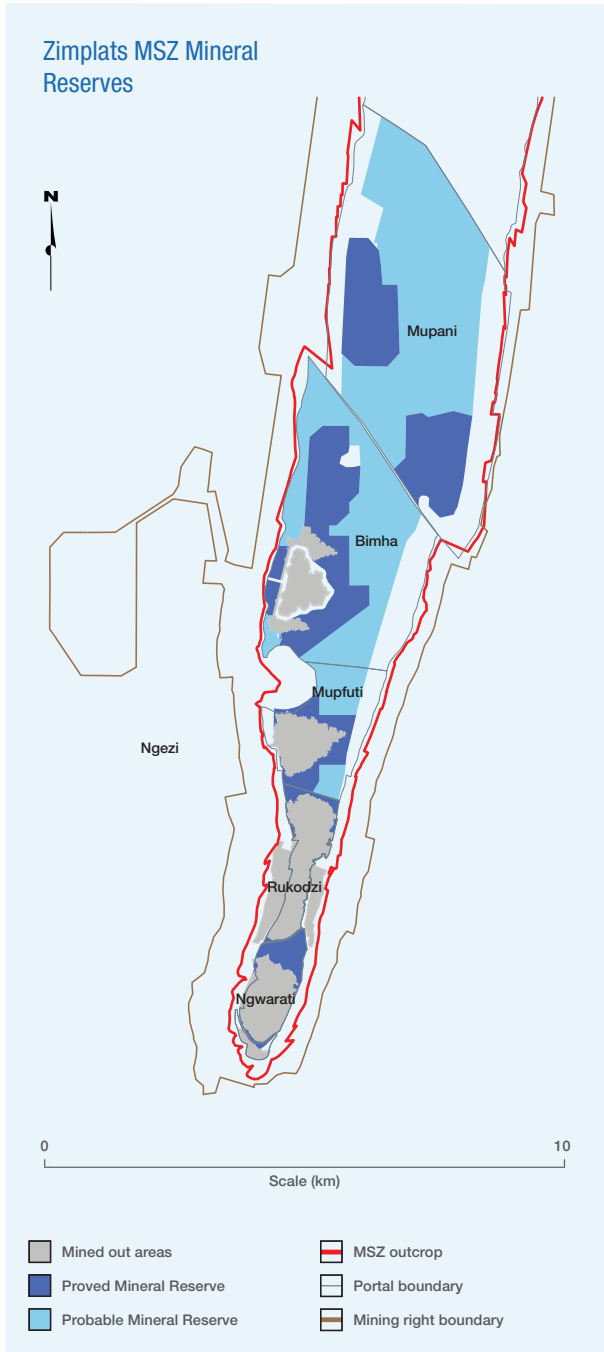 Zimplats MSZ Mineral
Reserves
N
Mupani
Bimha
Mupfuti
Ngezi
Rukodzi
Ngwarati
0 10
Scale (km)
Mined out areas
Proved Mineral Reserve
Probable Mineral Reserve
MSZ outcrop
Portal boundary
Mining right boundary